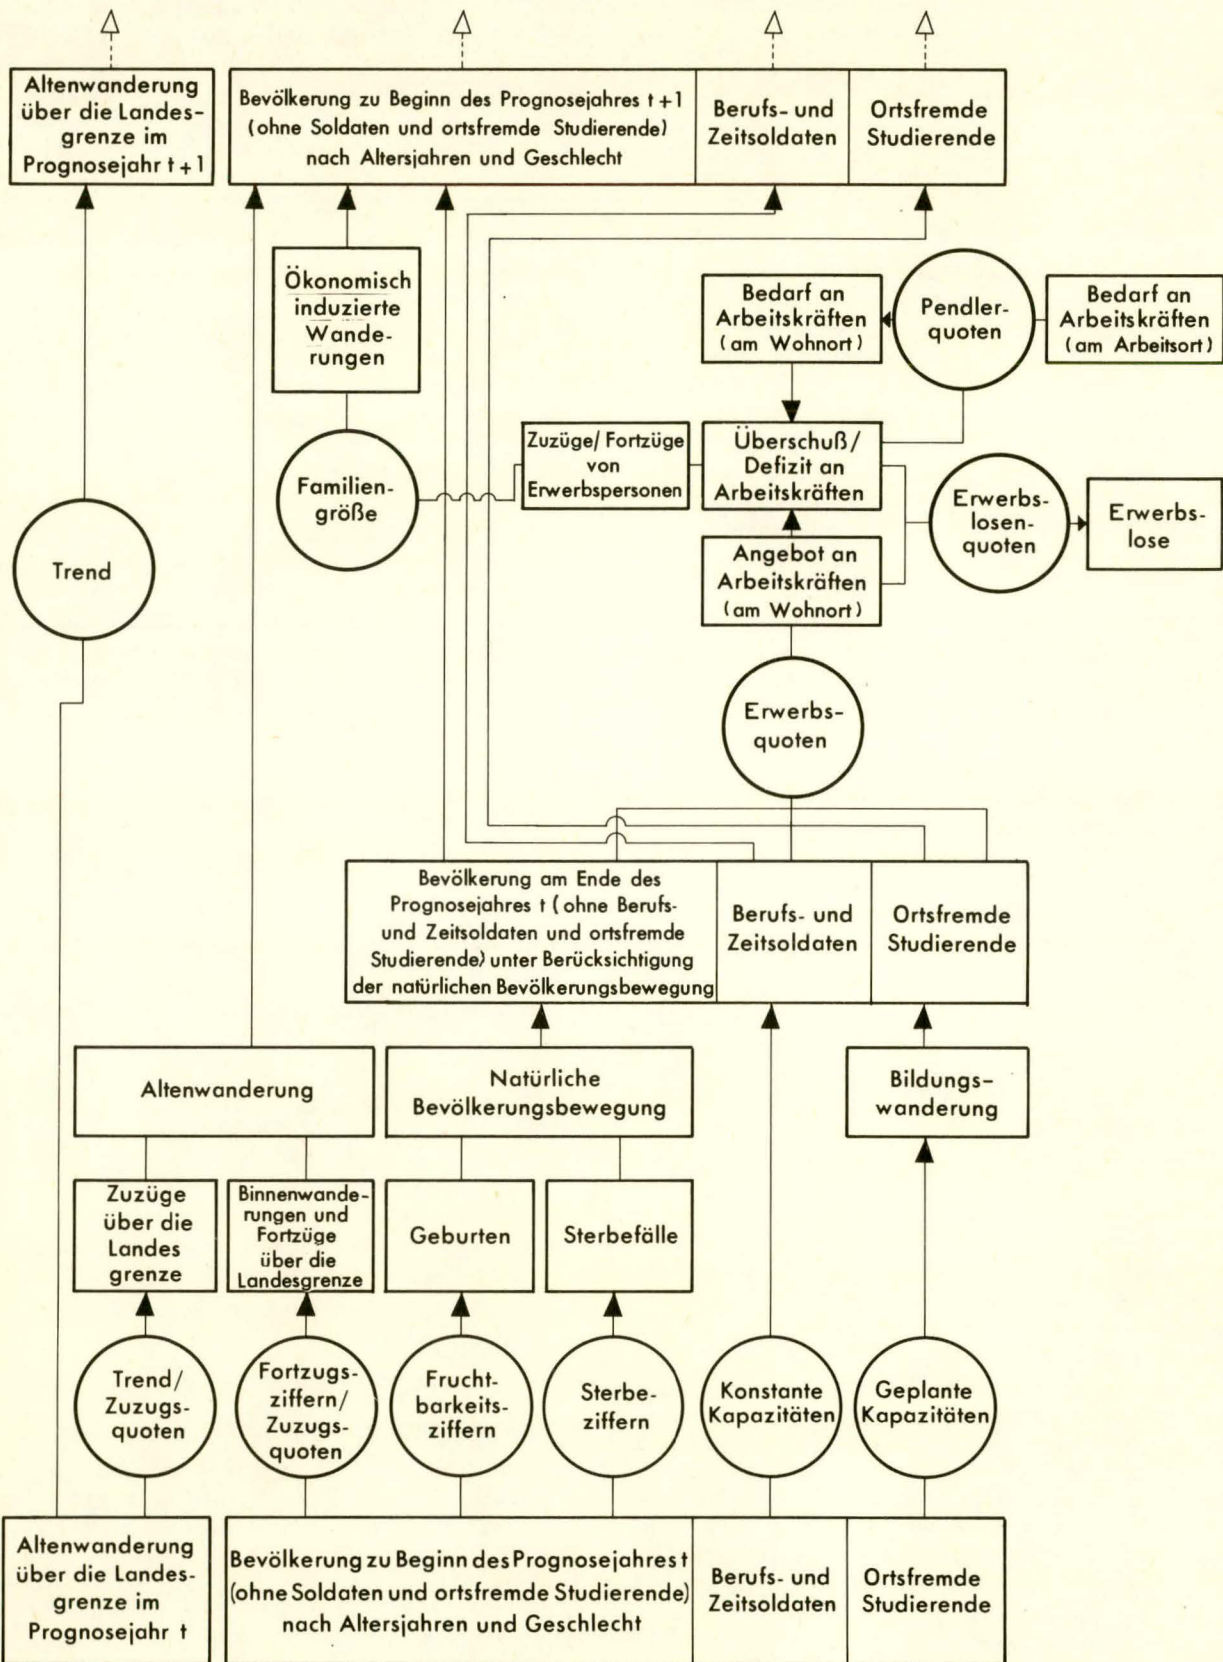 Altenwanderung
über die Landes-
grenze im
Prognosejahr t+1
Bevölkerung zu Beginn des Prognosejahres t+1
(ohne Soldaten und ortsfremde Studierende)
nach Altersjahren und Geschlecht
Berufs- und
Zeitsoldaten
Ortsfremde
Studierende
Ökonomisch
induzierte
Wande-
rungen
Bedarf an
Arbeitskräften
(am Wohnort)
Pendler-
quoten
Bedarf an
Arbeitskräften
(am Arbeitsort)
Familien-
größe
Zuzüge/Fortzüge
von
Erwerbspersonen
Überschuß/
Defizit an
Arbeitskräften
Erwerbs-
losen-
quoten
Erwerbs-
lose
Trend
Angebot an
Arbeitskräften
(am Wohnort)
Erwerbs-
quoten
Bevölkerung am Ende des
Prognosejahres t (ohne Berufs-
und Zeitsoldaten und ortsfremde
Studierende) unter Berücksichtigung
der natürlichen Bevölkerungsbewegung
Berufs- und
Zeitsoldaten
Ortsfremde
Studierende
Altenwanderung
Natürliche
Bevölkerungsbewegung
Bildungs-
wanderung
Zuzüge
über die
Landes
grenze
Binnenwande-
rungen und
Fortzüge
über die
Landesgrenze
Geburten
Sterbefälle
Trend/
Zuzugs-
quoten
Fortzugs-
ziffern/
Zuzugs-
quoten
Frucht-
barkeits-
ziffern
Sterbe-
ziffern
Konstante
Kapazitäten
Geplante
Kapazitäten
Altenwanderung
über die Landes-
grenze im
Prognosejahr t
Bevölkerung zu Beginn des Prognosejahres t
(ohne Soldaten und ortsfremde Studierende)
nach Altersjahren und Geschlecht
Berufs- und
Zeitsoldaten
Ortsfremde
Studierende